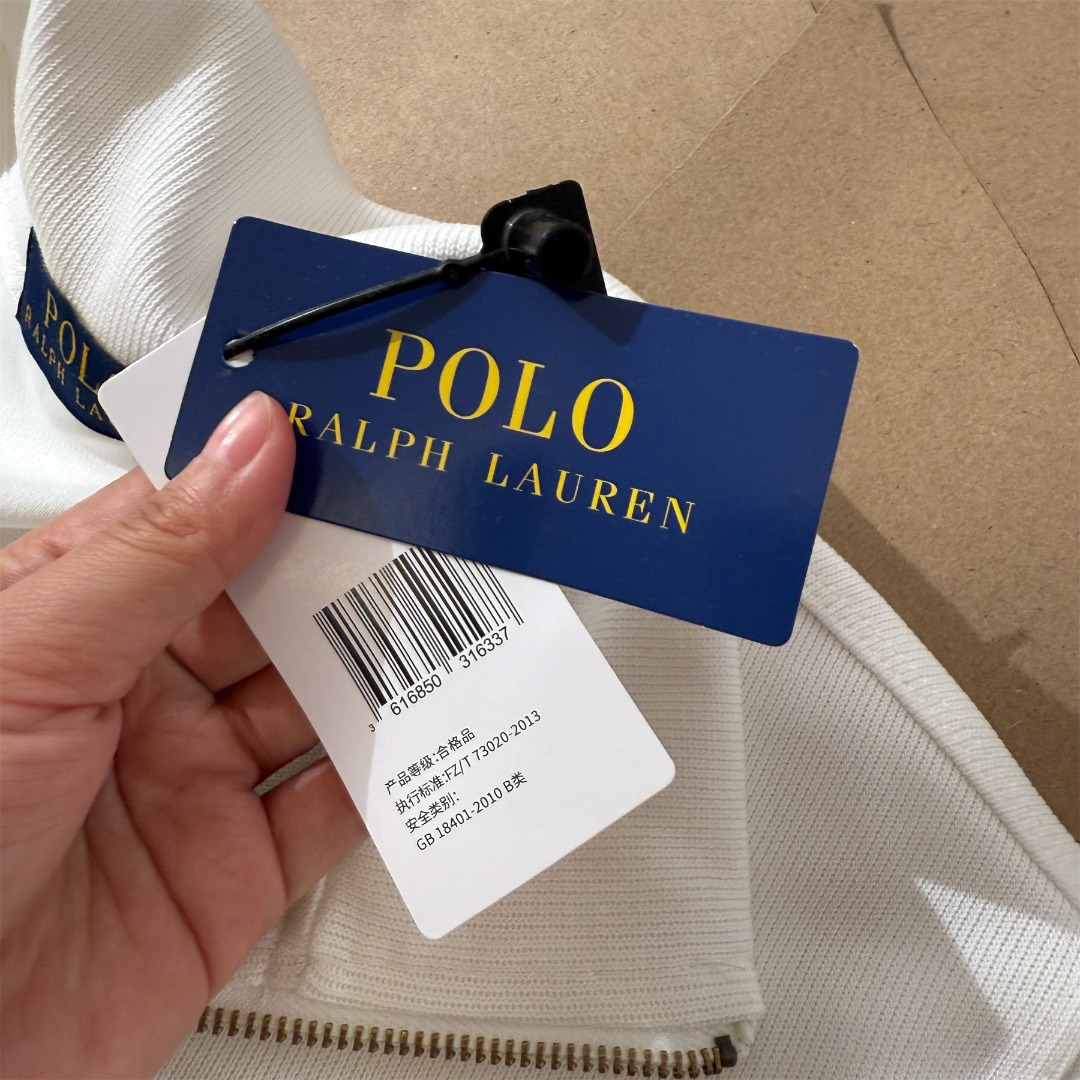 POLO
RALPH LAUREN
POLO
RALPH LA
3 616850 316337
产品等级:合格品
执行标准:FZ/T 73020-2013
安全类别:
GB 18401-2010 B类